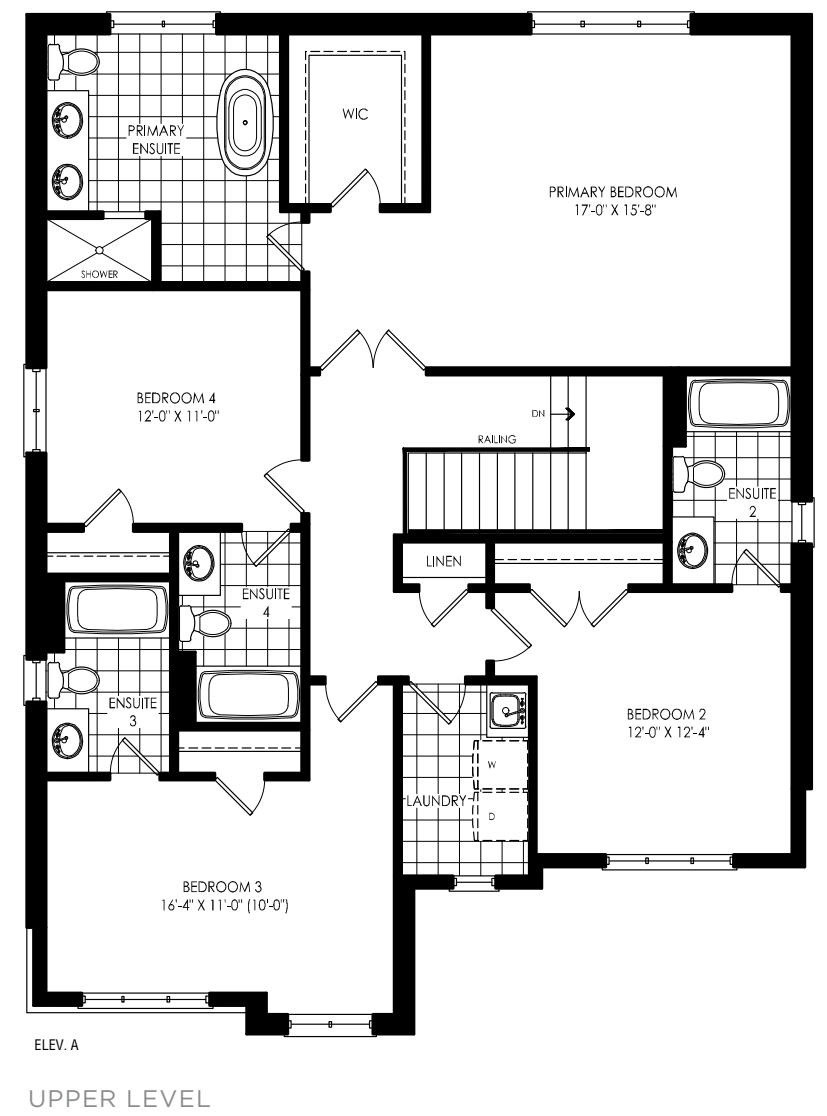 WIC
PRIMARY
ENSUITE
PRIMARY BEDROOM
17'-0" X 15'-8"
SHOWER
BEDROOM 4
12'-0" X 11'-0"
DN
RAILING
ENSUITE
2
LINEN
ENSUITE
4
ENSUITE
3
BEDROOM 2
12'-0" X 12'-4"
W
LAUNDRY
D
BEDROOM 3
16'-4" X 11'-0" (10'-0")
ELEV. A
UPPER LEVEL